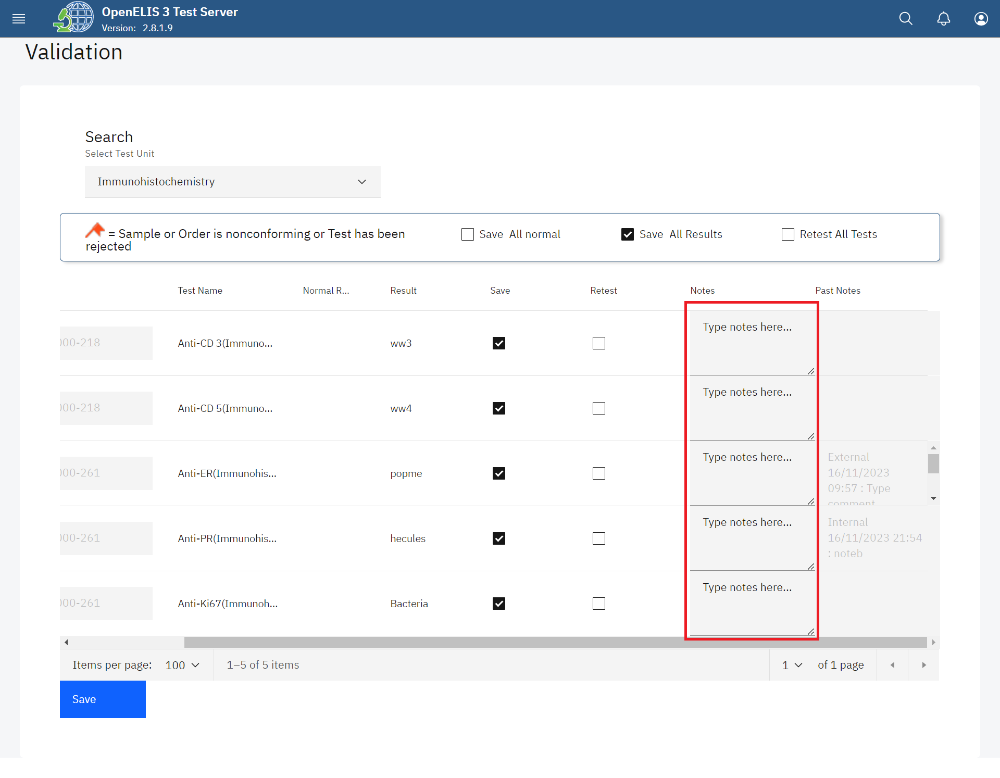 OpenELIS 3 Test Server
Version: 2.8.1.9
Validation
Search
Select Test Unit
Immunohistochemistry
= Sample or Order is nonconforming or Test has been
rejected
Save All normal
Save All Results
Retest All Tests
Test Name Normal R... Result Save Retest Notes Past Notes
00-218 Anti-CD 3(Immuno... ww3 Type notes here...
00-218 Anti-CD 5(Immuno... ww4 Type notes here...
00-261 Anti-ER(Immunohis... popme Type notes here...
External
16/11/2023
09:57 : Type
comment
00-261 Anti-PR(Immunohis... hecules Type notes here...
Internal
16/11/2023 21:54
: noteb
00-261 Anti-Ki67(Immunoh... Bacteria Type notes here...
Items per page: 100 1–5 of 5 items 1 of 1 page
Save